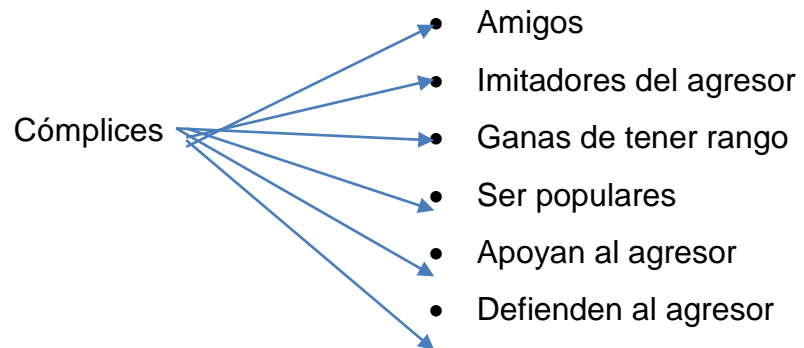 Cómplices
• Amigos
• Imitadores del agresor
• Ganas de tener rango
• Ser populares
• Apoyan al agresor
• Defienden al agresor